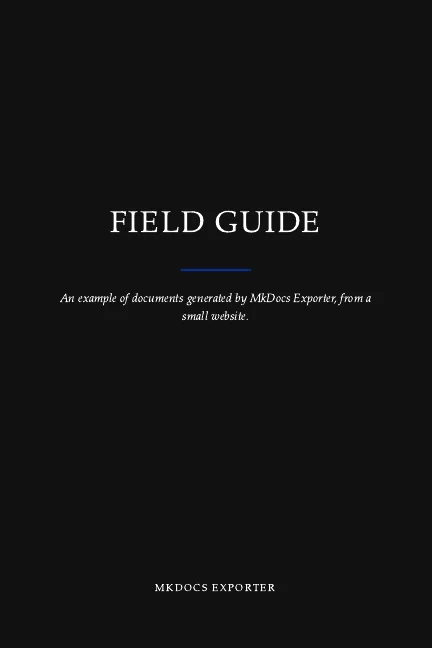 FIELD GUIDE
An example of documents generated by MkDocs Exporter, from a
small website.
MKDOCS EXPORTER